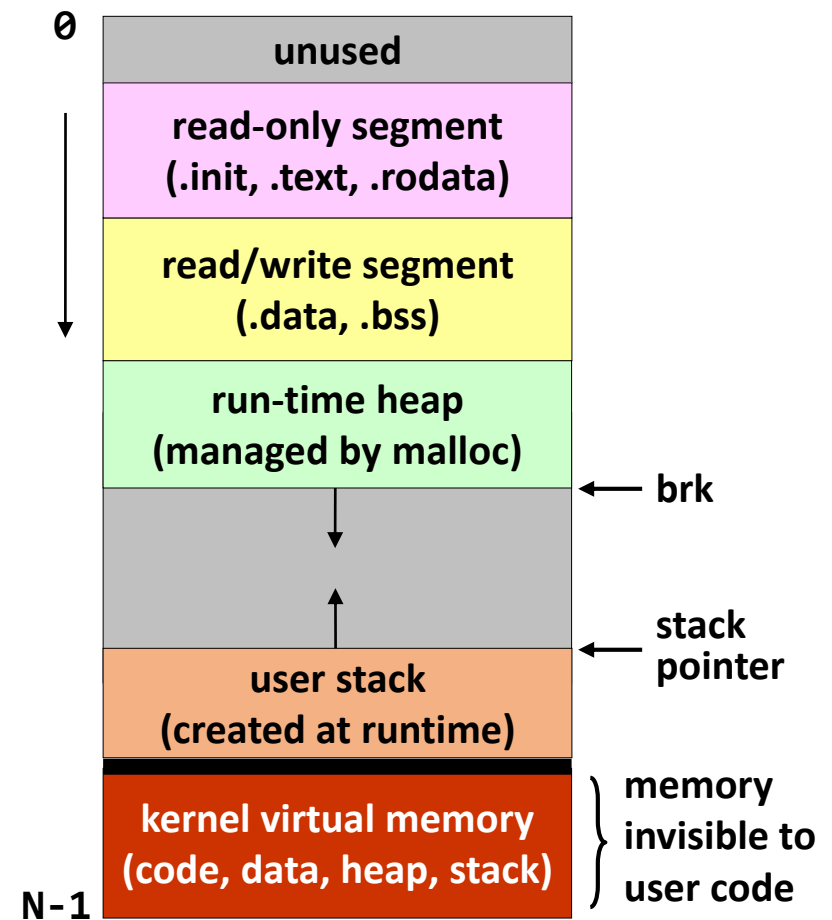 0
unused
read-only segment
(.init, .text, .rodata)
read/write segment
(.data, .bss)
run-time heap
(managed by malloc)
brk
stack
pointer
user stack
(created at runtime)
kernel virtual memory
(code, data, heap, stack)
memory
invisible to
user code
N-1